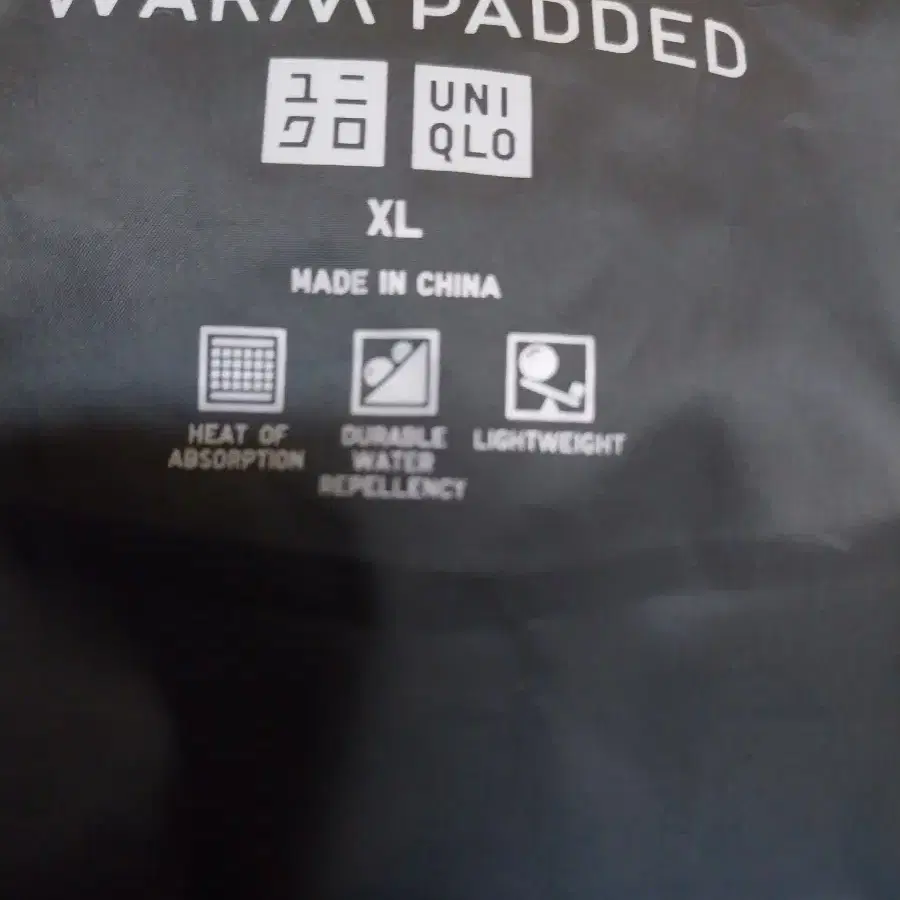 WARM PADDED
ユニ
クロ
UNI
QLO
XL
MADE IN CHINA
HEAT OF
ABSORPTION
DURABLE
WATER
REPELLENCY
LIGHTWEIGHT